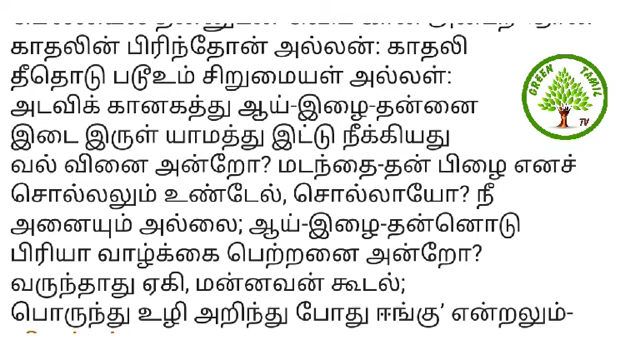 காதலின் பிரிந்தோன் அல்லன்: காதலி
தீதொடு படூஉம் சிறுமையள் அல்லள்:
அடவிக் கானகத்து ஆய்-இழை-தன்னை
இடை இருள் யாமத்து இட்டு நீக்கியது
வல் வினை அன்றோ? மடந்தை-தன் பிழை எனச்
சொல்லலும் உண்டேல், சொல்லாயோ? நீ
அனையும் அல்லை; ஆய்-இழை-தன்னொடு
பிரியா வாழ்க்கை பெற்றனை அன்றோ?
வருந்தாது ஏகி, மன்னவன் கூடல்;
பொருந்து உழி அறிந்து போது ஈங்கு’ என்றலும்-
GREEN TAMIL
TV